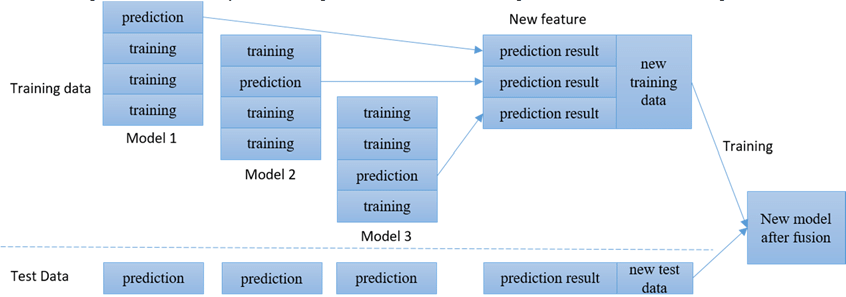 prediction
training
training
training
Model 1
Training data
training
prediction
training
training
Model 2
training
training
prediction
training
Model 3
New feature
prediction result
prediction result
prediction result
new
training
data
Training
New model
after fusion
Test Data
prediction
prediction
prediction
prediction result
new test
data